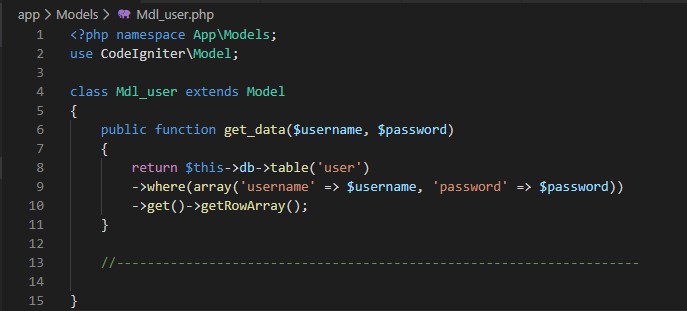 app > Models > Mdl_user.php
1 <?php namespace App\Models;
2 use CodeIgniter\Model;
3
4 class Mdl_user extends Model
5 {
6 public function get_data($username, $password)
7 {
8 return $this->db->table('user')
9 ->where(array('username' => $username, 'password' => $password))
10 ->get()->getRowArray();
11 }
12
13 //--------------------------------------------------------------------
14
15 }